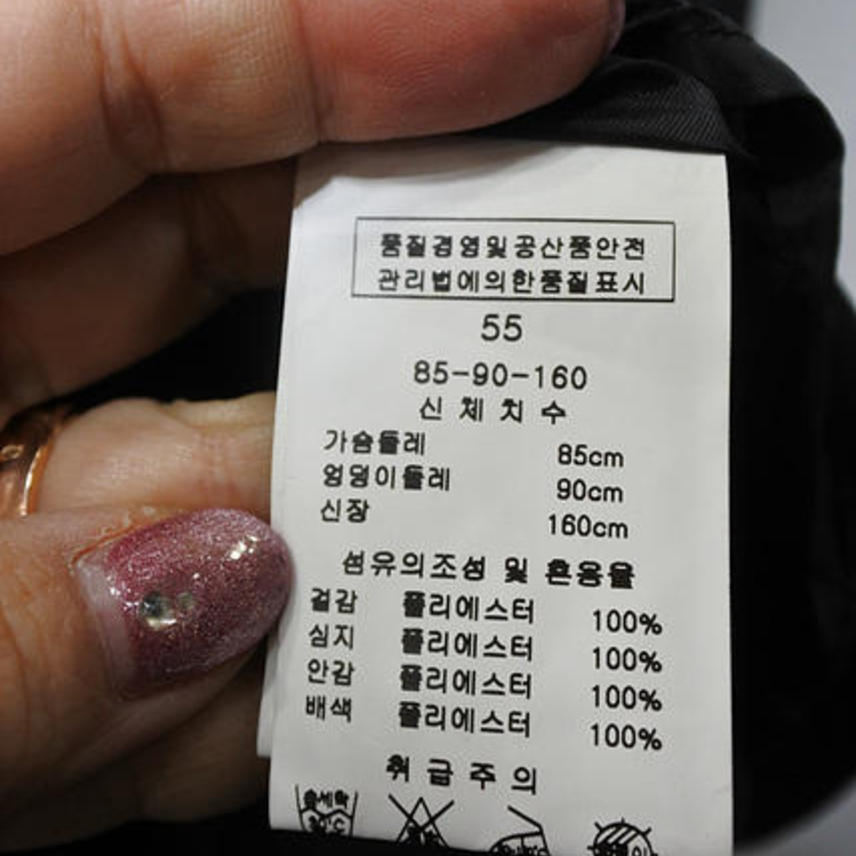 품질경영및공산품안전
관리법에의한품질표시
55
85-90-160
신체치수
가슴둘레 85cm
엉덩이둘레 90cm
신장 160cm
섬유의조성 및 혼용율
겉감 폴리에스터 100%
심지 폴리에스터 100%
안감 폴리에스터 100%
배색 폴리에스터 100%
취급주의